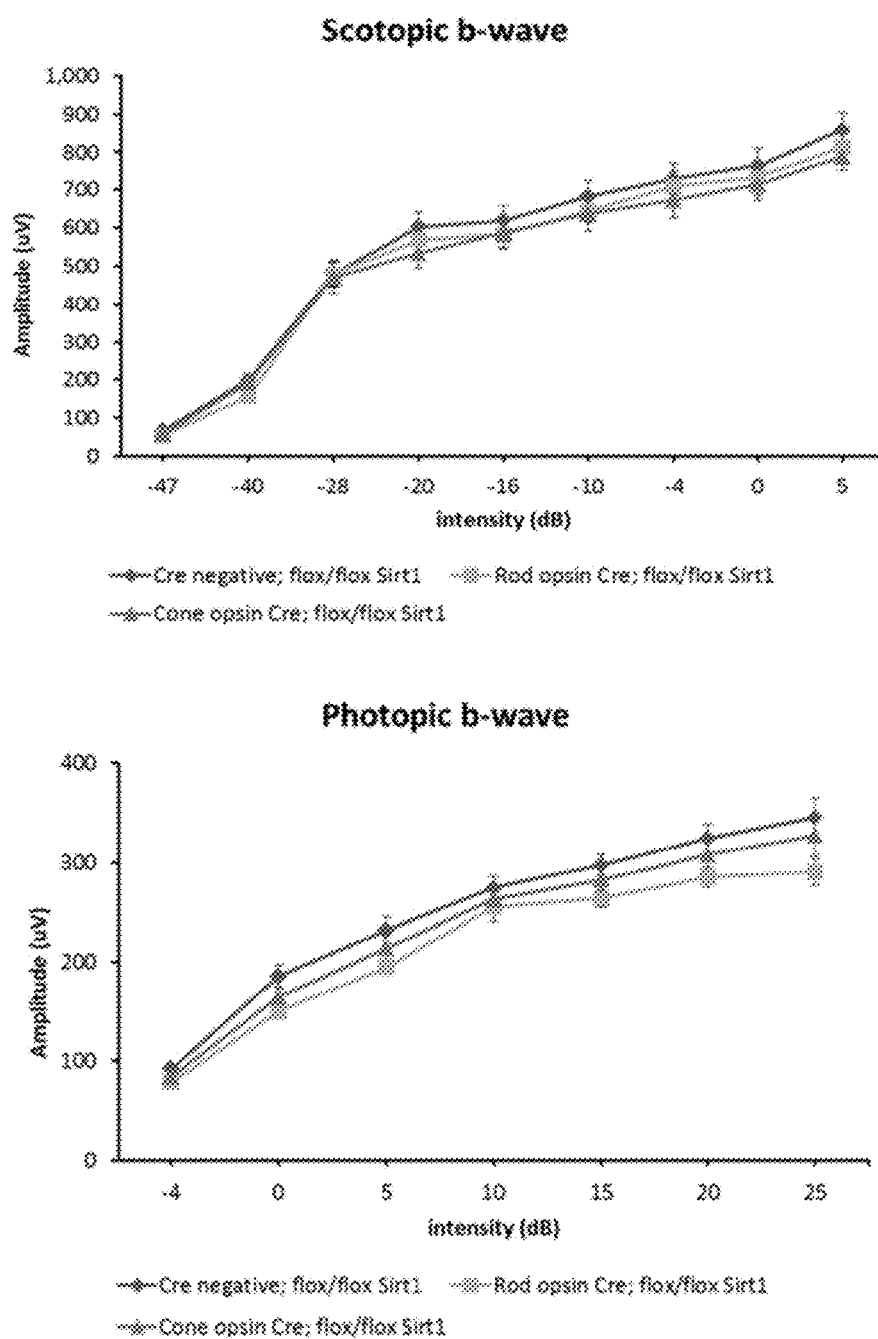 Scotopic b-wave
1,000
900
800
700
600
500
400
300
200
100
0
Amplitude (uV)
-47 -40 -28 -20 -16 -10 -4 0 5
intensity (dB)
Cre negative; flox/flox Sirt1 Rod opsin Cre; flox/flox Sirt1
Cone opsin Cre; flox/flox Sirt1
Photopic b-wave
400
300
200
100
0
Amplitude (uV)
-4 0 5 10 15 20 25
intensity (dB)
Cre negative; flox/flox Sirt1 Rod opsin Cre; flox/flox Sirt1
Cone opsin Cre; flox/flox Sirt1